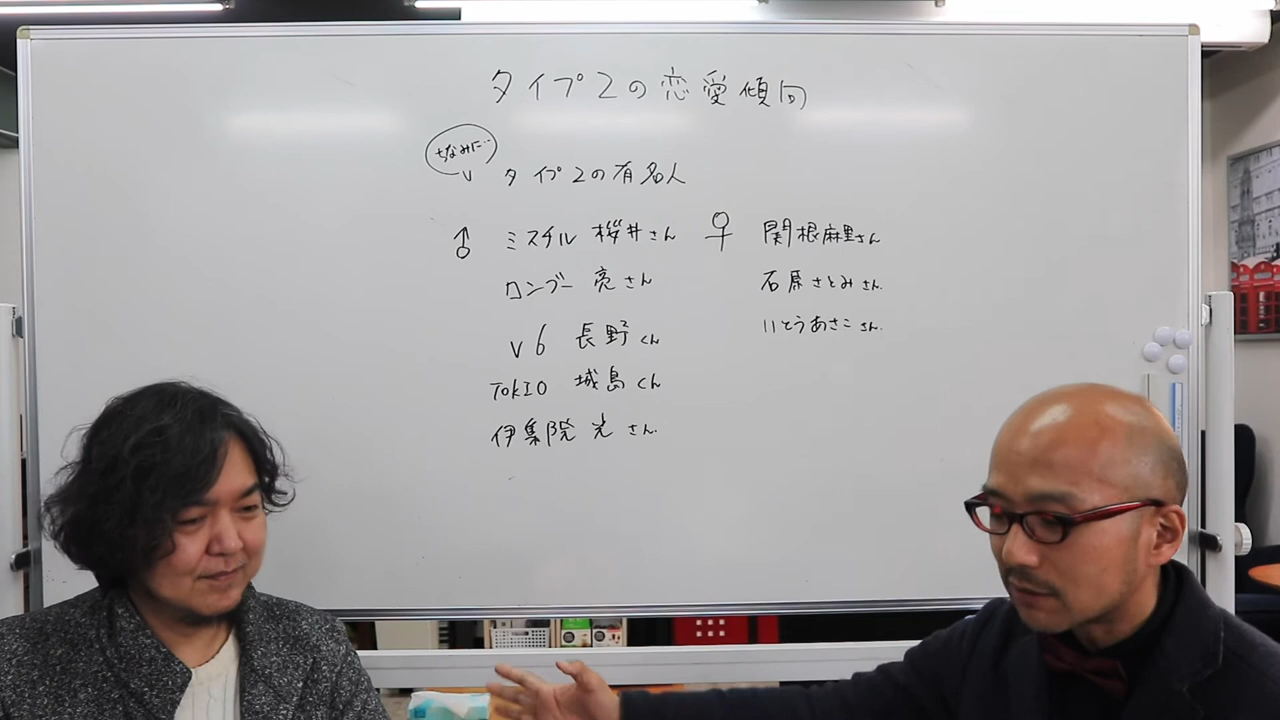 タイプ2の恋愛傾向
ちなみに…
タイプ2の有名人
♂ ミスチル 桜井さん
ロンブー 亮さん
V6 長野くん
TOKIO 城島くん
伊集院 光さん
♀ 関根麻里さん
石原さとみさん
いとうあさこさん